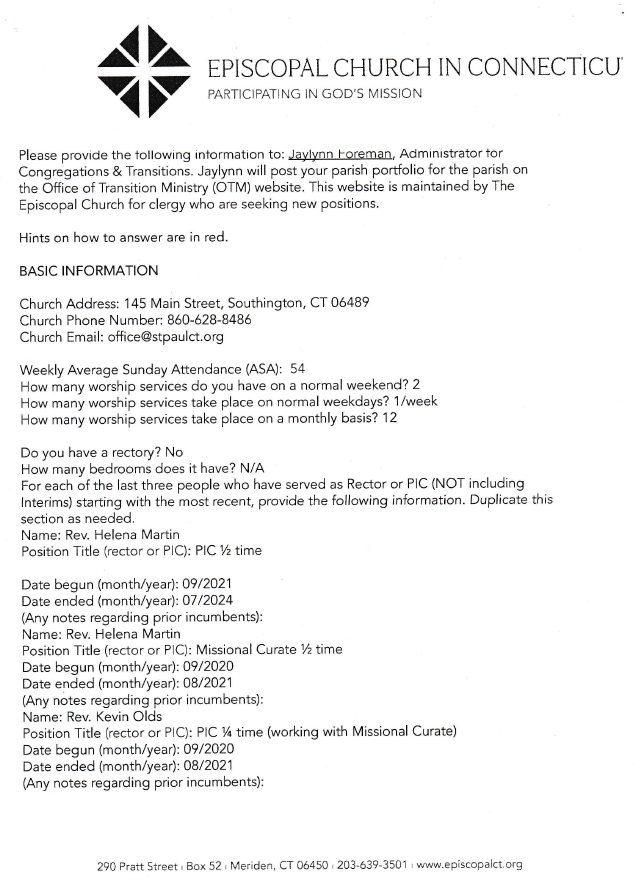 EPISCOPAL CHURCH IN CONNECTICU
PARTICIPATING IN GOD'S MISSION
Please provide the following information to: Jaylynn Foreman, Administrator for
Congregations & Transitions. Jaylynn will post your parish portfolio for the parish on
the Office of Transition Ministry (OTM) website. This website is maintained by The
Episcopal Church for clergy who are seeking new positions.
Hints on how to answer are in red.
BASIC INFORMATION
Church Address: 145 Main Street, Southington, CT 06489
Church Phone Number: 860-628-8486
Church Email: office@stpaulct.org
Weekly Average Sunday Attendance (ASA): 54
How many worship services do you have on a normal weekend? 2
How many worship services take place on normal weekdays? 1/week
How many worship services take place on a monthly basis? 12
Do you have a rectory? No
How many bedrooms does it have? N/A
For each of the last three people who have served as Rector or PIC (NOT including
Interims) starting with the most recent, provide the following information. Duplicate this
section as needed.
Name: Rev. Helena Martin
Position Title (rector or PIC): PIC ½ time
Date begun (month/year): 09/2021
Date ended (month/year): 07/2024
(Any notes regarding prior incumbents):
Name: Rev. Helena Martin
Position Title (rector or PIC): Missional Curate ½ time
Date begun (month/year): 09/2020
Date ended (month/year): 08/2021
(Any notes regarding prior incumbents):
Name: Rev. Kevin Olds
Position Title (rector or PIC): PIC ¼ time (working with Missional Curate)
Date begun (month/year): 09/2020
Date ended (month/year): 08/2021
(Any notes regarding prior incumbents):
290 Pratt Street | Box 52 | Meriden, CT 06450 | 203-639-3501 | www.episcopalct.org